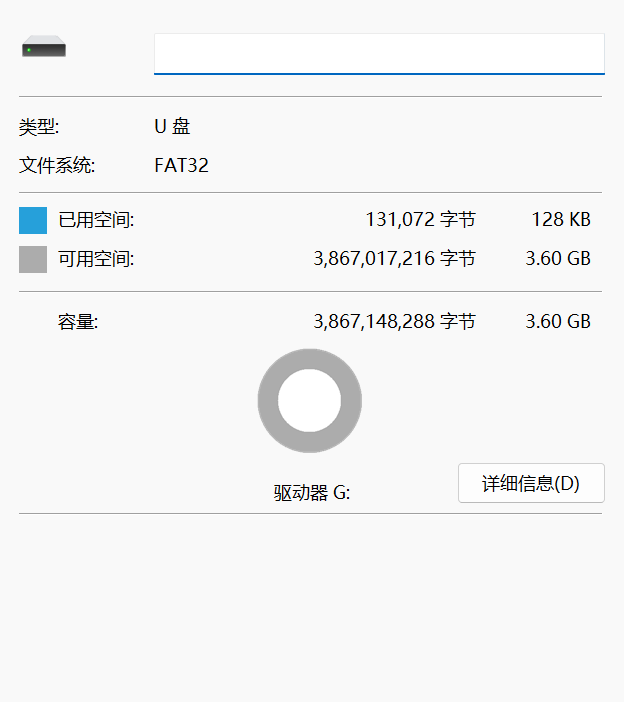 类型: U 盘
文件系统: FAT32
已用空间: 131,072 字节 128 KB
可用空间: 3,867,017,216 字节 3.60 GB
容量: 3,867,148,288 字节 3.60 GB
驱动器 G:
详细信息(D)